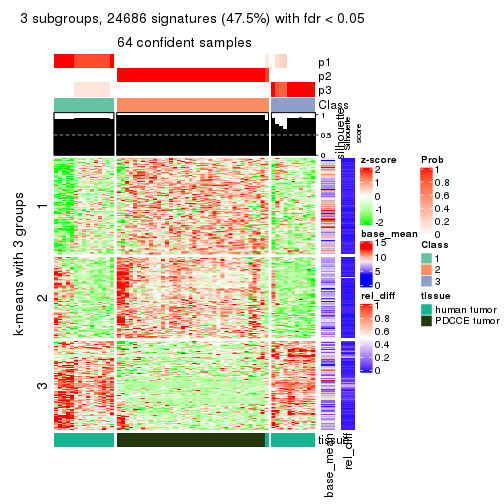 3 subgroups, 24686 signatures (47.5%) with fdr < 0.05
64 confident samples
p1
p2
p3
Class
1
0.5
0
silhouette
Silhouette
score
k-means with 3 groups
1
2
3
tissue
base_mean
rel_diff
z-score
2
1
0
-1
-2
base_mean
15
10
5
0
rel_diff
1
0.8
0.6
0.4
0.2
0
Prob
1
0.8
0.6
0.4
0.2
0
Class
1
2
3
tissue
human tumor
PDCCE tumor